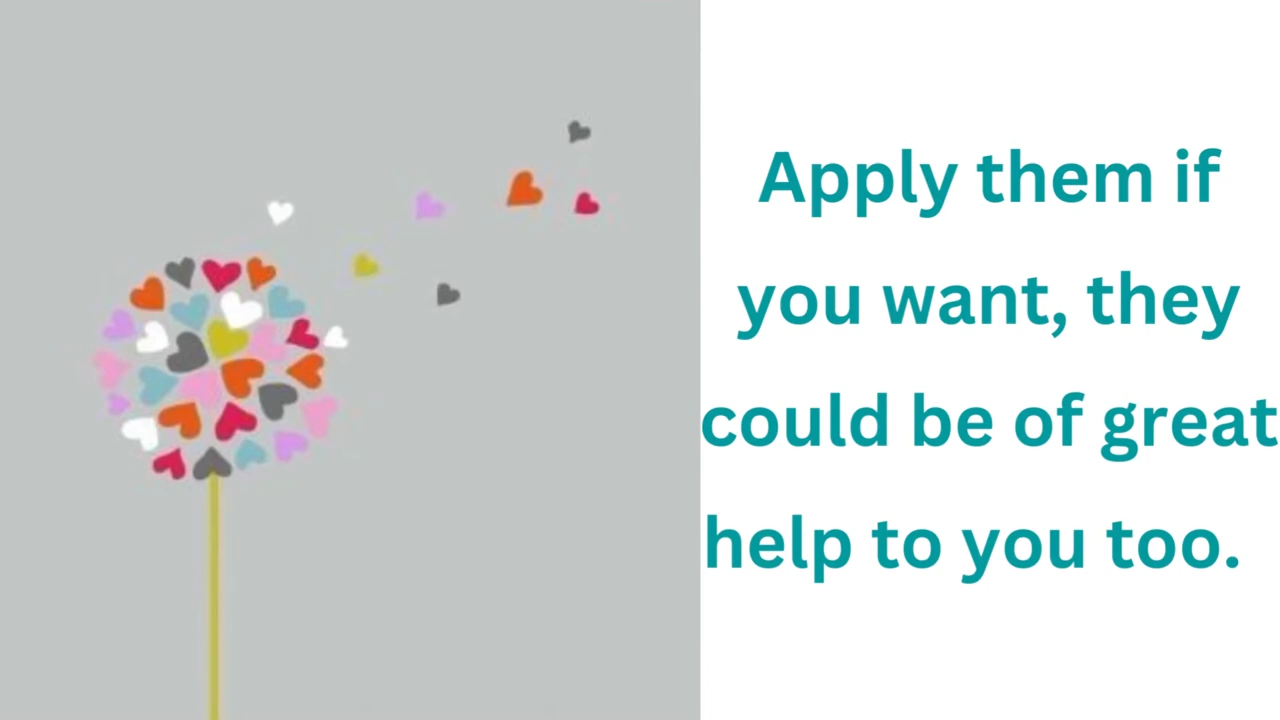 Apply them if
you want, they
could be of great
help to you too.